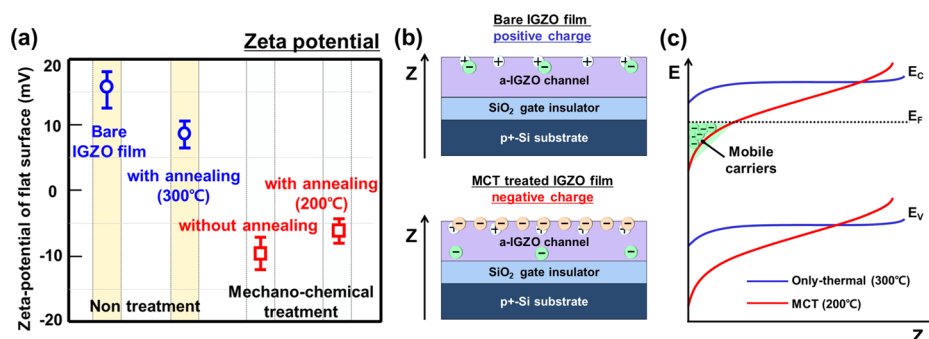 (a)
Zeta potential
Zeta-potential of flat surface (mV)
20
10
0
-10
-20
Bare
IGZO film
with annealing
(300℃)
with annealing
(200℃)
without annealing
Non treatment
Mechano-chemical
treatment
(b)
Bare IGZO film
positive charge
Z
+
+
+
+
−
−
−
a-IGZO channel
SiO₂ gate insulator
p+-Si substrate
MCT treated IGZO film
negative charge
Z
− − − − − − − −
a-IGZO channel
− − −
SiO₂ gate insulator
p+-Si substrate
(c)
E
E_C
E_F
Mobile
carriers
E_V
Only-thermal (300℃)
MCT (200℃)
Z